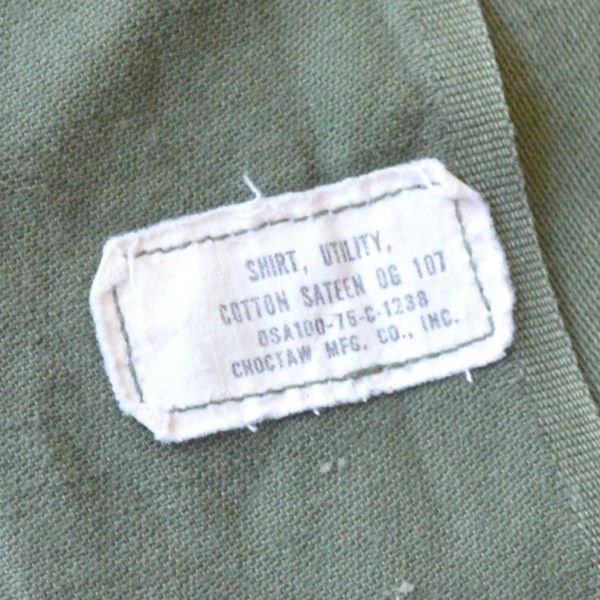 SHIRT, UTILITY,
COTTON SATEEN OG 107
DSA100-75-C-1238
CHOCTAW MFG. CO., INC.